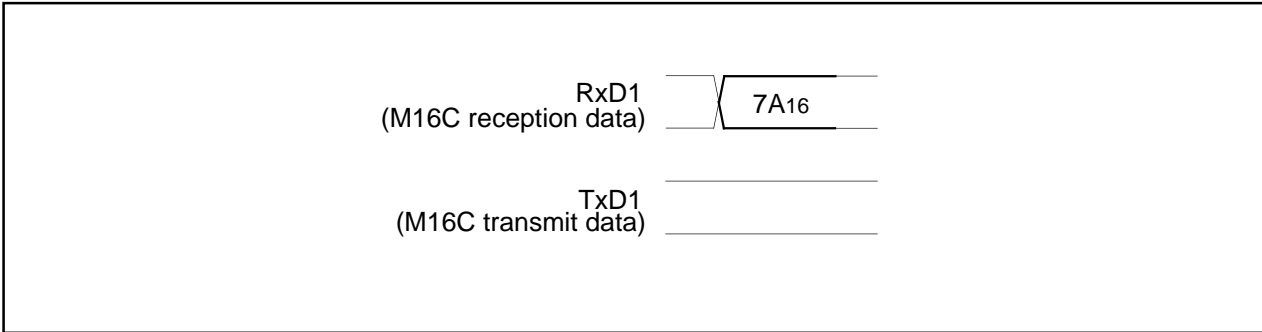 RxD1
(M16C reception data)
7A16
TxD1
(M16C transmit data)